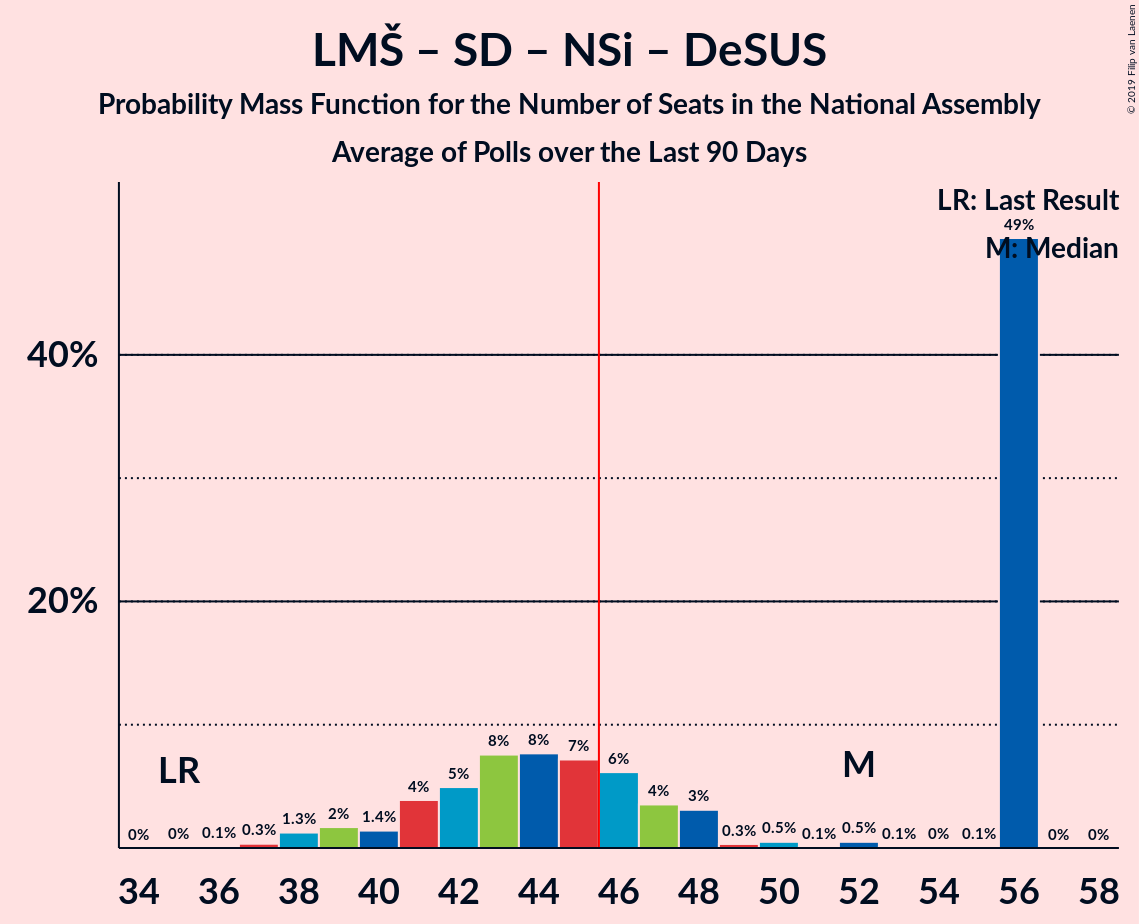 LMŠ – SD – NSi – DeSUS
Probability Mass Function for the Number of Seats in the National Assembly
Average of Polls over the Last 90 Days
© 2019 Filip van Laenen
LR: Last Result
49%
M: Median
40%
20%
LR
M
0% 0% 0.1% 0.3% 1.3% 2% 1.4% 4% 5% 8% 8% 7% 6% 4% 3% 0.3% 0.5% 0.1% 0.5% 0.1% 0% 0.1% 0% 0%
34 36 38 40 42 44 46 48 50 52 54 56 58